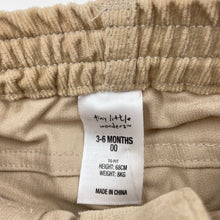 tiny little
wonders
3-6 MONTHS
00
TO FIT
HEIGHT: 68CM
WEIGHT: 8KG
MADE IN CHINA